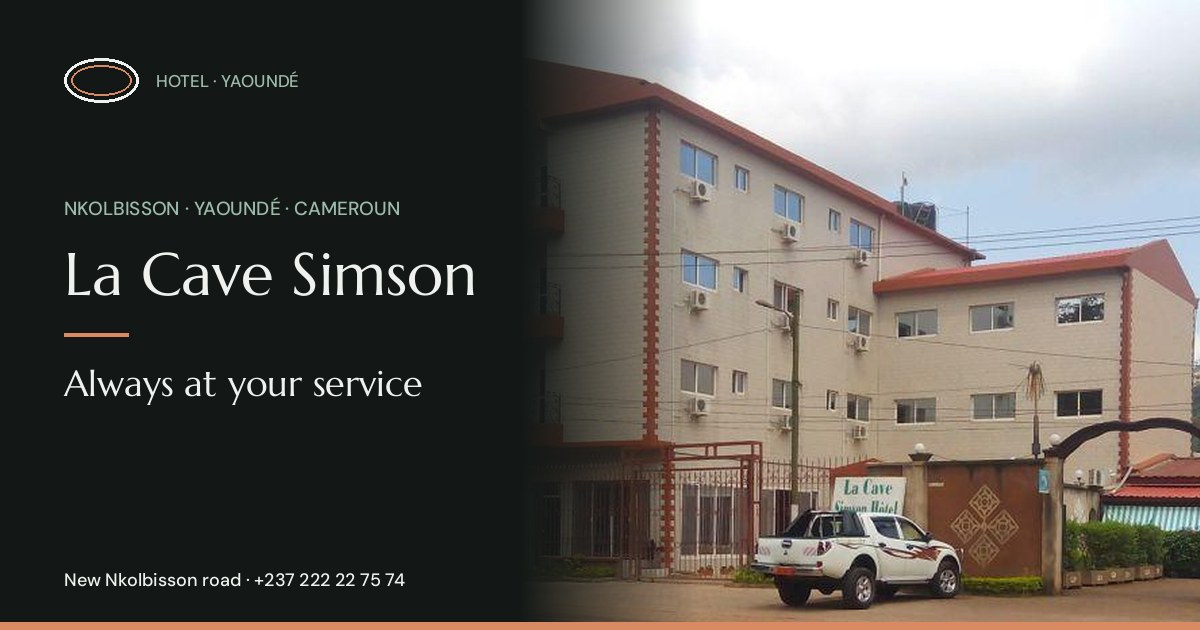 HOTEL · YAOUNDÉ
NKOLBISSON · YAOUNDÉ · CAMEROUN
La Cave Simson
Always at your service
New Nkolbisson road · +237 222 22 75 74
La Cave
Simson Hôtel